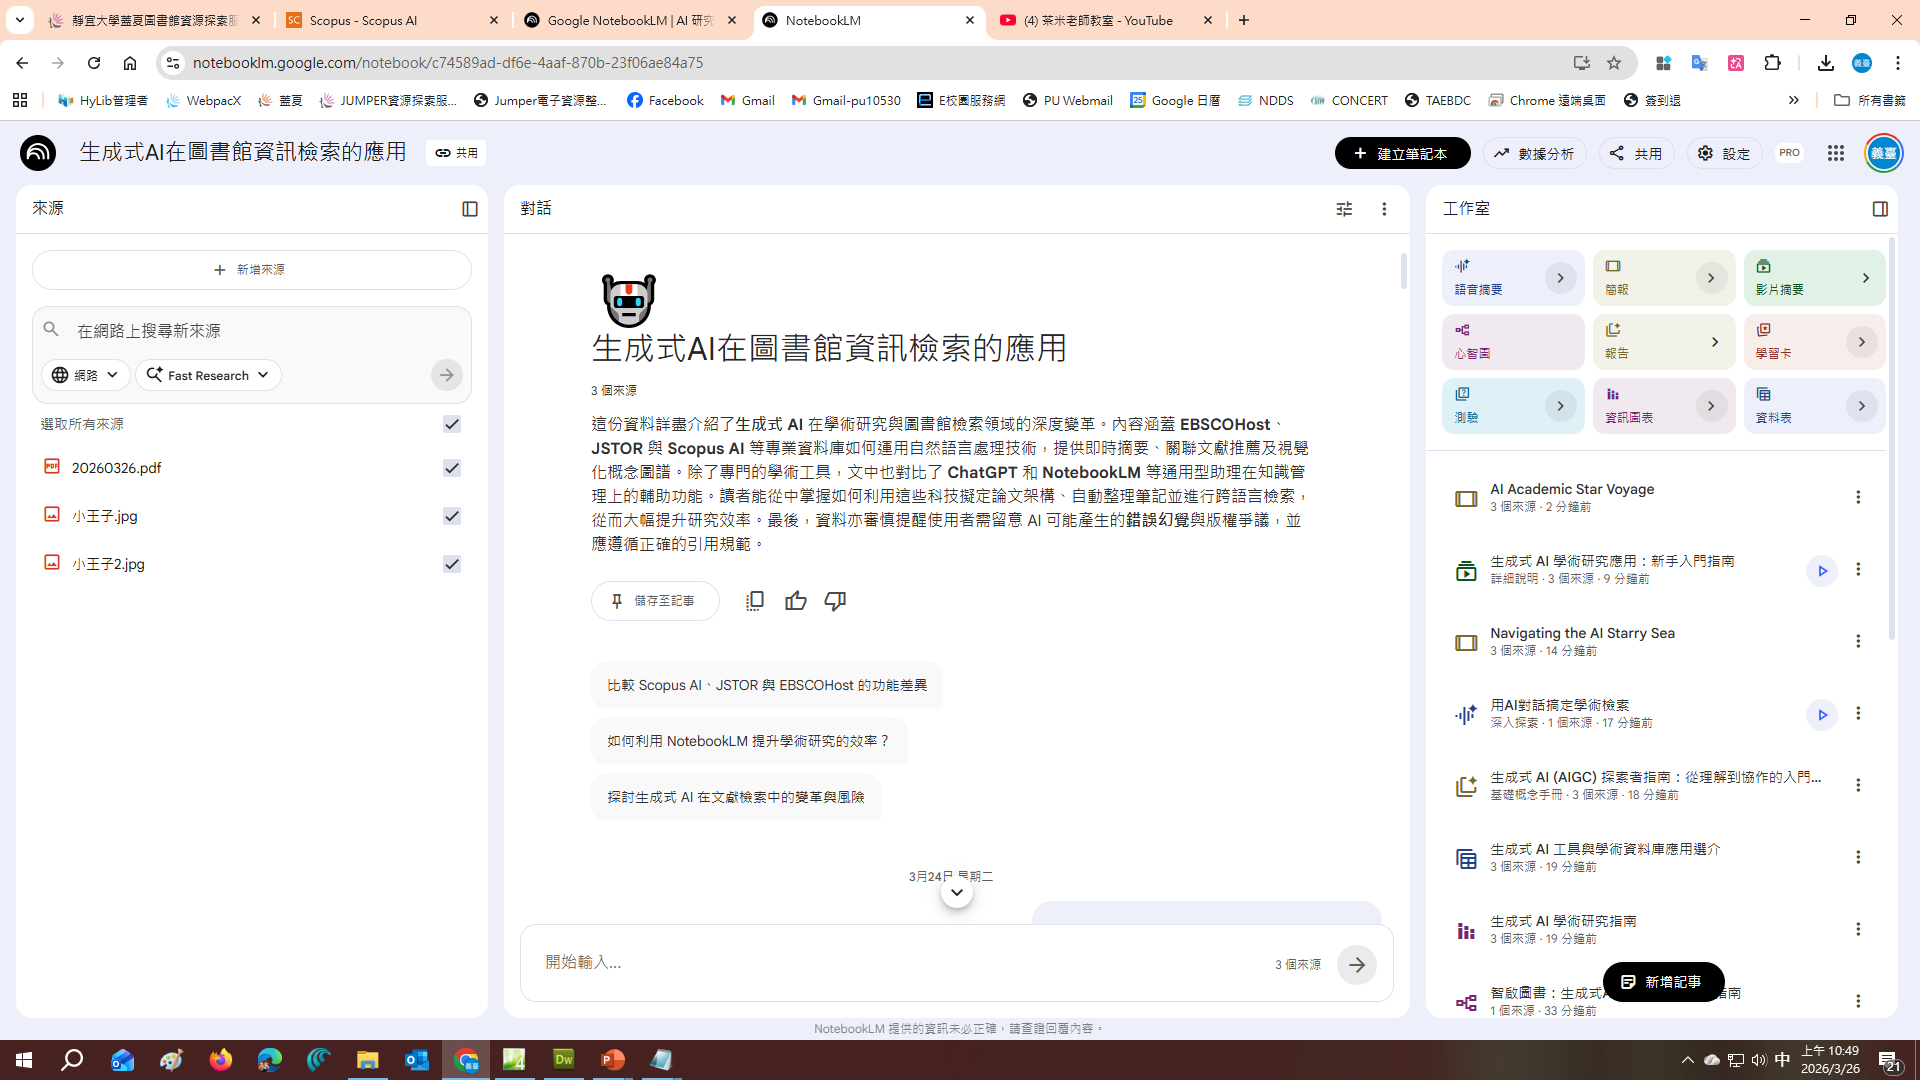 靜宜大學蓋夏圖書館資源探索服
Scopus - Scopus AI
Google NotebookLM | AI 研究
NotebookLM
(4) 茶米老師教室 - YouTube
notebooklm.google.com/notebook/c74589ad-df6e-4aaf-870b-23f06ae84a75
義臺
HyLib管理者
WebpacX
蓋夏
JUMPER資源探索服...
Jumper電子資源整...
Facebook
Gmail
Gmail-pu10530
E校園服務網
PU Webmail
Google 日曆
NDDS
CONCERT
TAEBDC
Chrome 遠端桌面
簽到退
所有書籤
生成式AI在圖書館資訊檢索的應用
共用
建立筆記本
數據分析
共用
設定
PRO
義臺
來源
新增來源
在網路上搜尋新來源
網路
Fast Research
選取所有來源
20260326.pdf
小王子.jpg
小王子2.jpg
對話
生成式AI在圖書館資訊檢索的應用
3 個來源
這份資料詳盡介紹了生成式 AI 在學術研究與圖書館檢索領域的深度變革。內容涵蓋 EBSCOHost、
JSTOR 與 Scopus AI 等專業資料庫如何運用自然語言處理技術，提供即時摘要、關聯文獻推薦及視覺
化概念圖譜。除了專門的學術工具，文中也對比了 ChatGPT 和 NotebookLM 等通用型助理在知識管
理上的輔助功能。讀者能從中掌握如何利用這些科技擬定論文架構、自動整理筆記並進行跨語言檢索，
從而大幅提升研究效率。最後，資料亦審慎提醒使用者需留意 AI 可能產生的錯誤幻覺與版權爭議，並
應遵循正確的引用規範。
儲存至記事
比較 Scopus AI、JSTOR 與 EBSCOHost 的功能差異
如何利用 NotebookLM 提升學術研究的效率？
探討生成式 AI 在文獻檢索中的變革與風險
3月24日 星期二
開始輸入...
3 個來源
NotebookLM 提供的資訊未必正確，請查證回覆內容。
工作室
語音摘要
簡報
影片摘要
心智圖
報告
學習卡
測驗
資訊圖表
資料表
AI Academic Star Voyage
3 個來源 · 2 分鐘前
生成式 AI 學術研究應用：新手入門指南
詳細說明 · 3 個來源 · 9 分鐘前
Navigating the AI Starry Sea
3 個來源 · 14 分鐘前
用AI對話搞定學術檢索
深入探索 · 1 個來源 · 17 分鐘前
生成式 AI (AIGC) 探索者指南：從理解到協作的入門...
基礎概念手冊 · 3 個來源 · 18 分鐘前
生成式 AI 工具與學術資料庫應用選介
3 個來源 · 19 分鐘前
生成式 AI 學術研究指南
3 個來源 · 19 分鐘前
智啟圖書：生成式
指南
1 個來源 · 33 分鐘前
新增記事
中
上午 10:49
2026/3/26
21